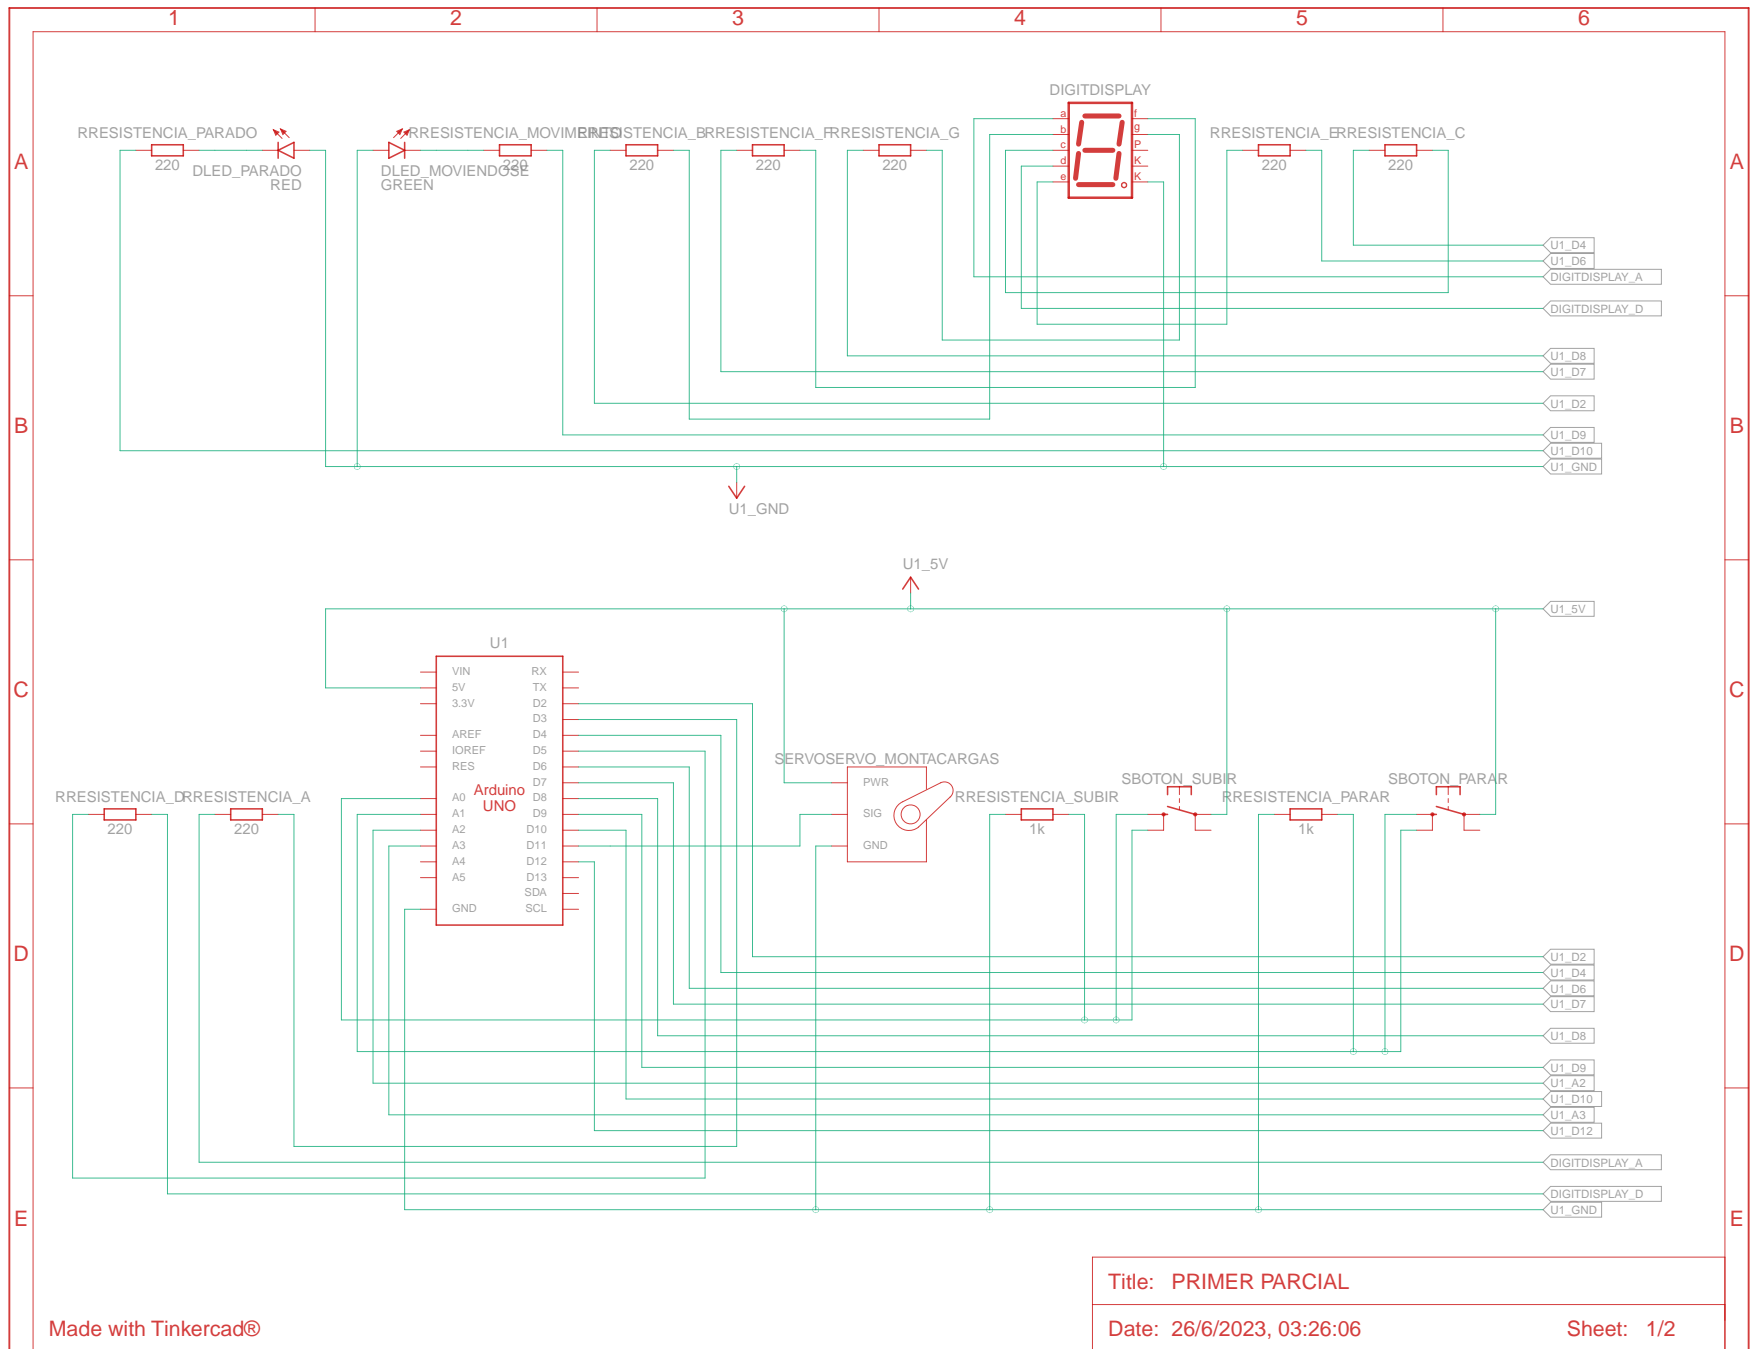 1 2 3 4 5 6
DIGITDISPLAY
RRESISTENCIA_PARADO
RRESISTENCIA_MOVIMIENTO
RRESISTENCIA_B
RRESISTENCIA_F
RRESISTENCIA_G
RRESISTENCIA_E
RRESISTENCIA_C
a
b
c
d
e
f
g
P
K
K
A
A
220
DLED_PARADO
RED
DLED_MOVIENDOSE
GREEN
220
220
220
220
220
220
U1_D4
U1_D6
DIGITDISPLAY_A
DIGITDISPLAY_D
U1_D8
U1_D7
U1_D2
B
B
U1_D9
U1_D10
U1_GND
U1_GND
U1_5V
U1_5V
U1
VIN
5V
3.3V
AREF
IOREF
RES
A0
A1
A2
A3
A4
A5
GND
Arduino
UNO
RX
TX
D2
D3
D4
D5
D6
D7
D8
D9
D10
D11
D12
D13
SDA
SCL
C
C
SERVOSERVO_MONTACARGAS
PWR
SIG
GND
SBOTON_SUBIR
SBOTON_PARAR
RRESISTENCIA_D
RRESISTENCIA_A
RRESISTENCIA_SUBIR
RRESISTENCIA_PARAR
220
220
1k
1k
D
D
U1_D2
U1_D4
U1_D6
U1_D7
U1_D8
U1_D9
U1_A2
U1_D10
U1_A3
U1_D12
DIGITDISPLAY_A
DIGITDISPLAY_D
U1_GND
E
E
Title: PRIMER PARCIAL
Made with Tinkercad®
Date: 26/6/2023, 03:26:06
Sheet: 1/2